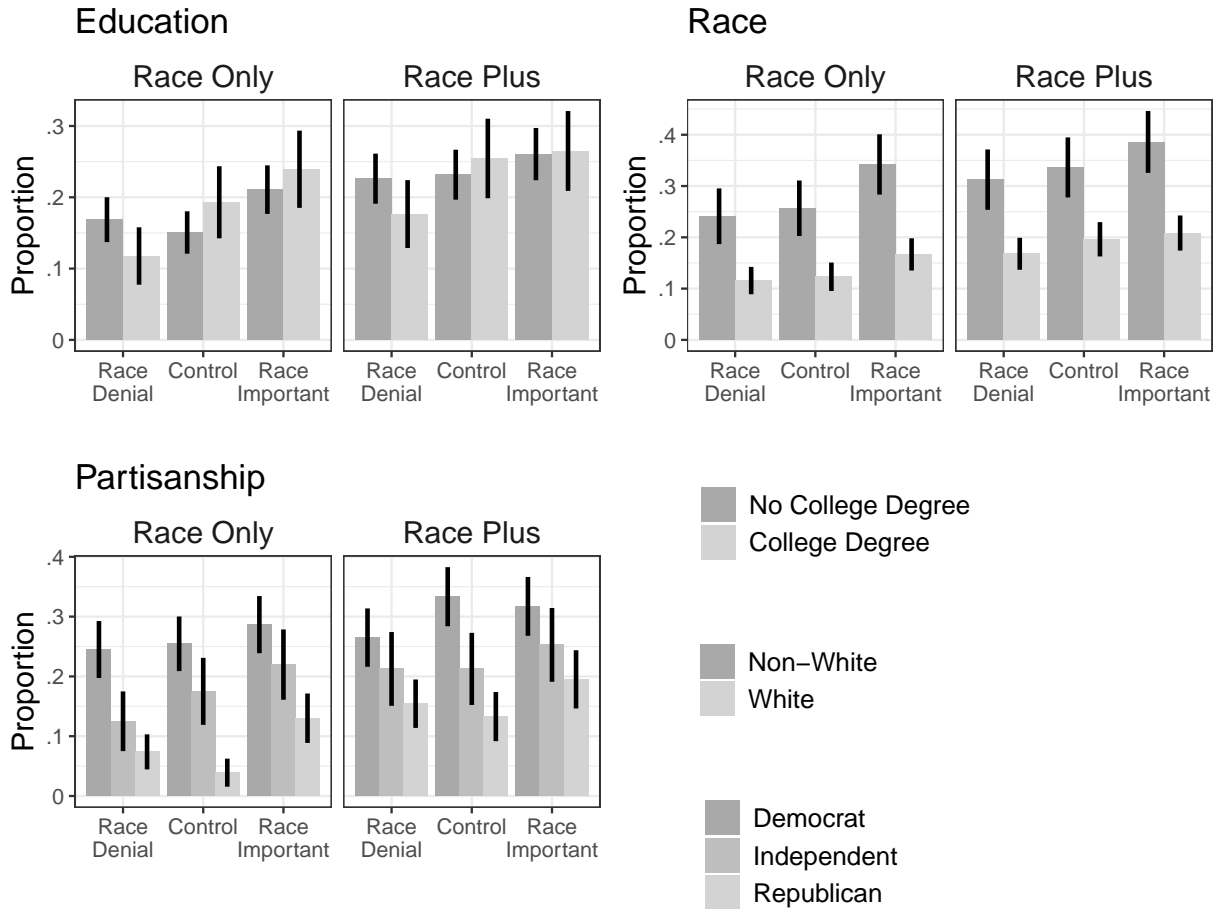 Education
Race Only
Race Plus
Proportion
.3
.2
.1
0
Race
Denial
Control
Race
Important
Race
Denial
Control
Race
Important
Race
Race Only
Race Plus
Proportion
.4
.3
.2
.1
0
Race
Denial
Control
Race
Important
Race
Denial
Control
Race
Important
Partisanship
Race Only
Race Plus
Proportion
.4
.3
.2
.1
0
Race
Denial
Control
Race
Important
Race
Denial
Control
Race
Important
No College Degree
College Degree
Non−White
White
Democrat
Independent
Republican